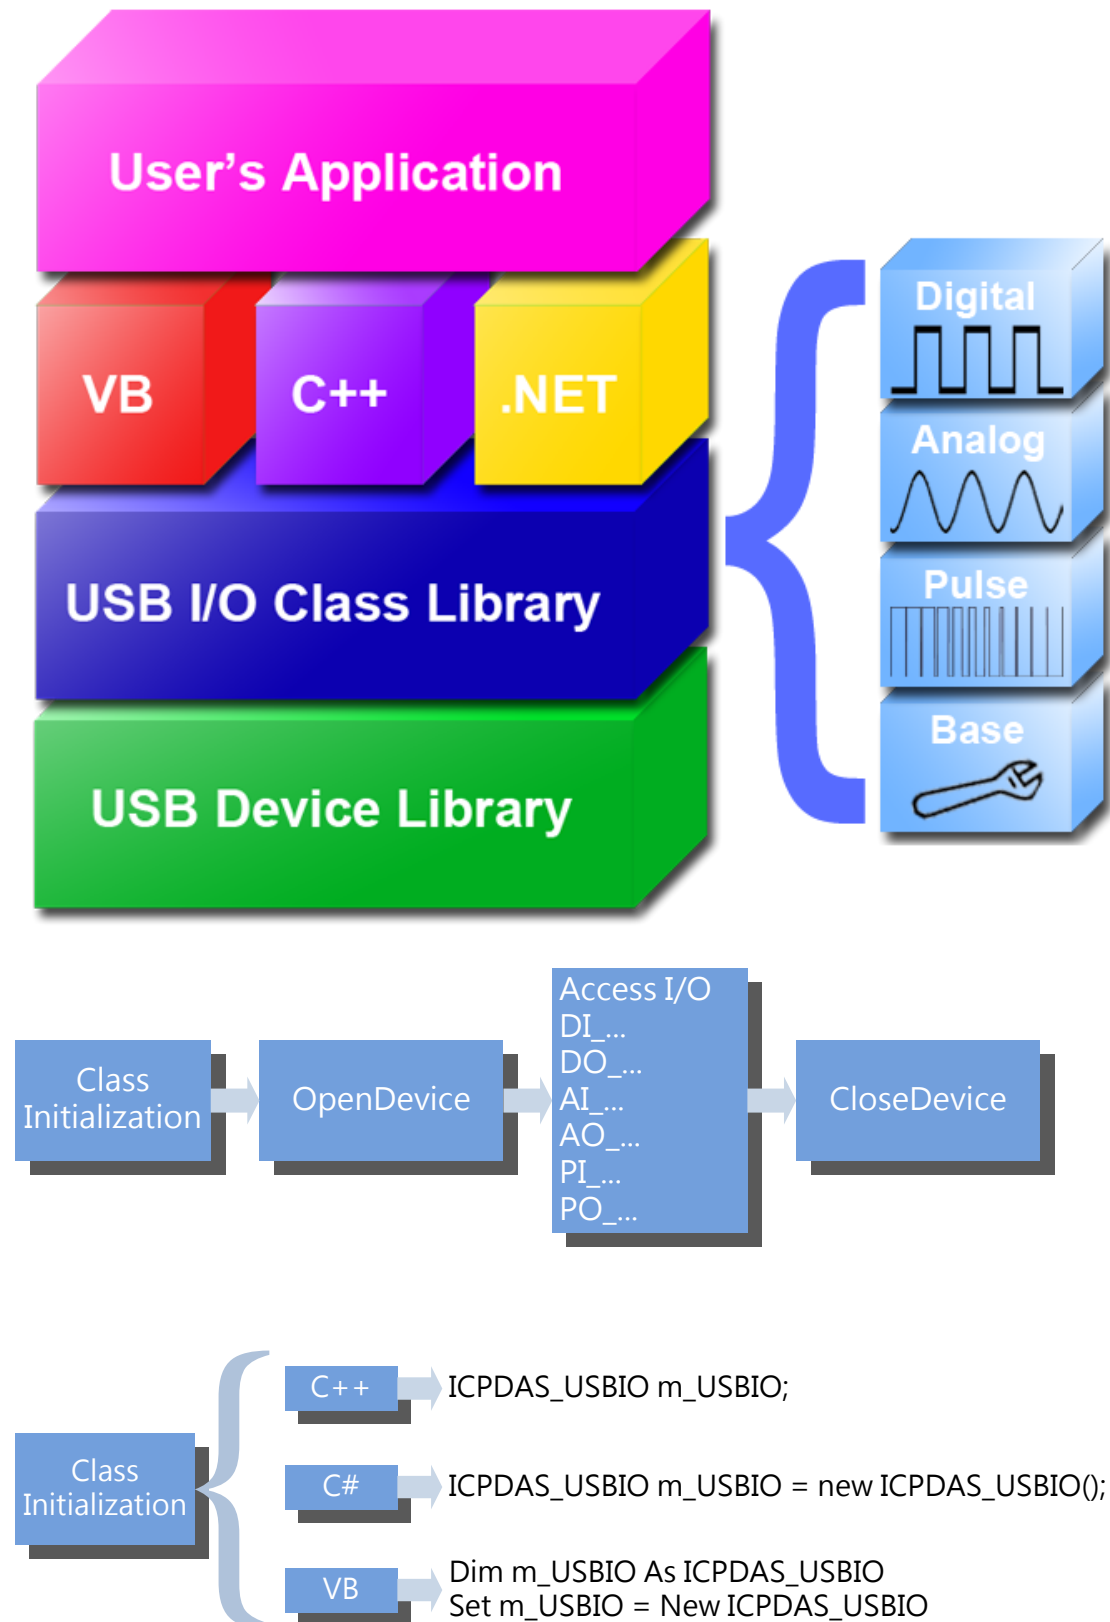 User's Application
VB
C++
.NET
USB I/O Class Library
USB Device Library
Digital
Analog
Pulse
Base
Class
Initialization
OpenDevice
Access I/O
DI_...
DO_...
AI_...
AO_...
PI_...
PO_...
CloseDevice
Class
Initialization
C++
ICPDAS_USBIO m_USBIO;
C#
ICPDAS_USBIO m_USBIO = new ICPDAS_USBIO();
VB
Dim m_USBIO As ICPDAS_USBIO
Set m_USBIO = New ICPDAS_USBIO